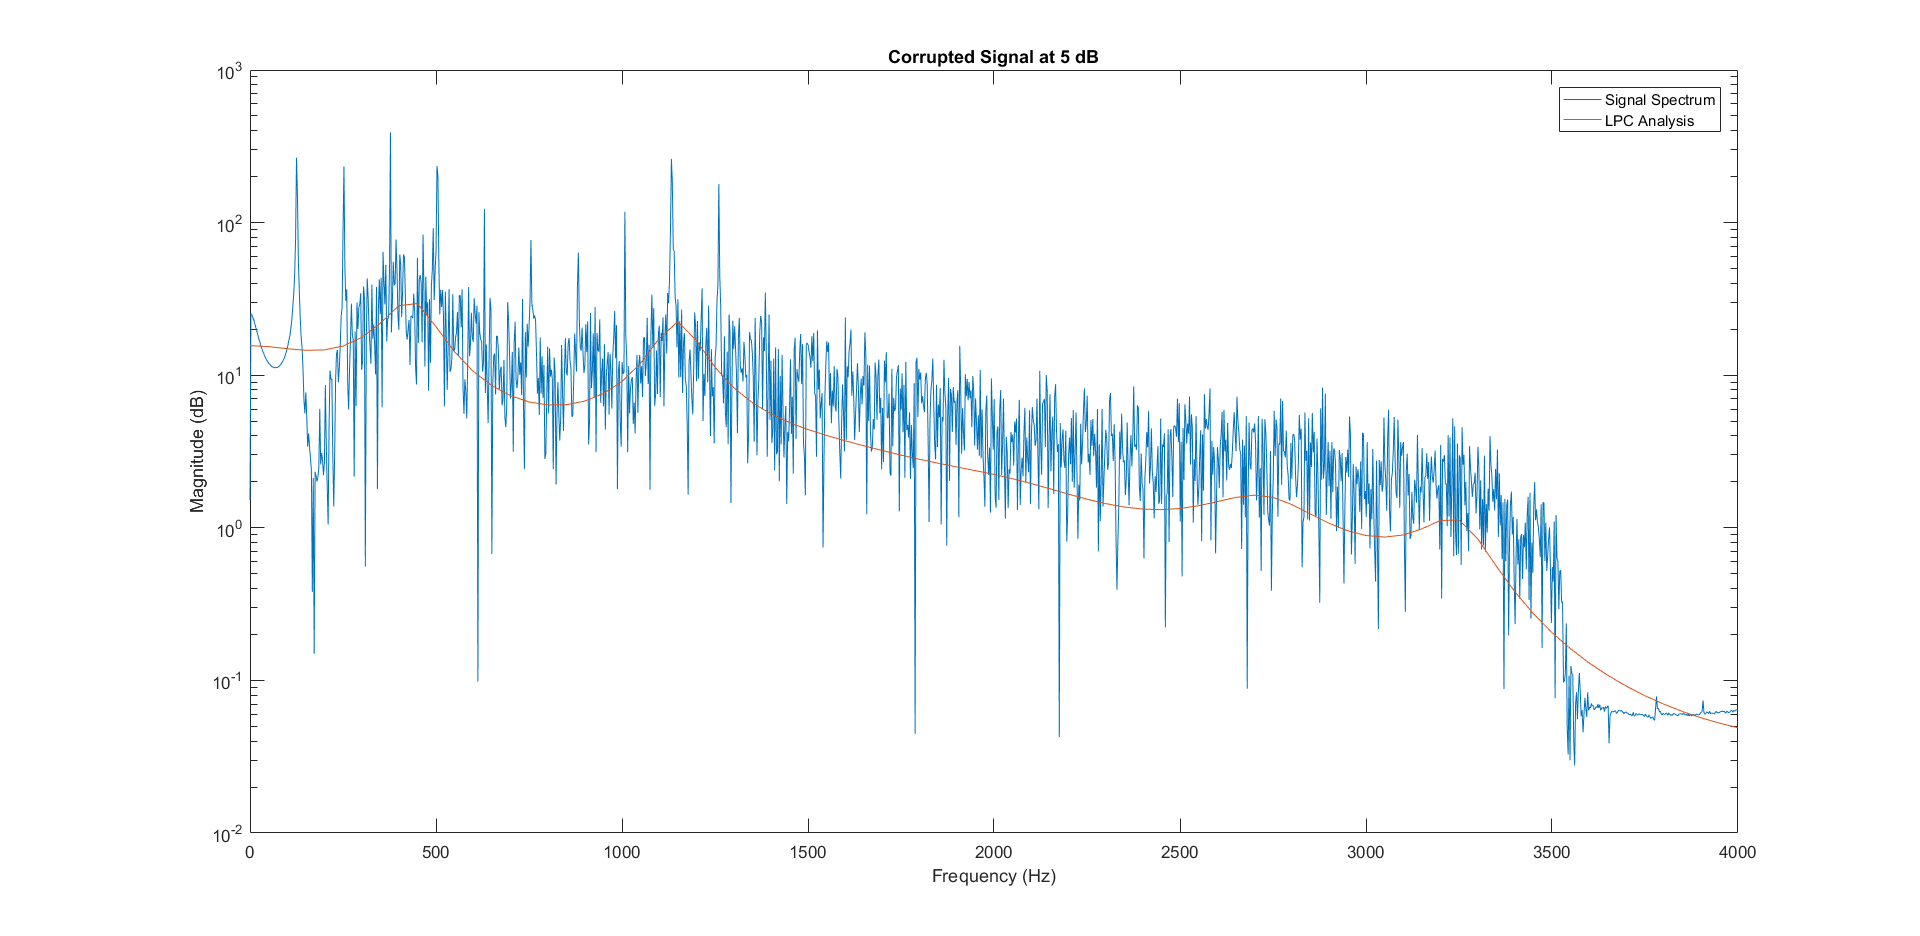 Corrupted Signal at 5 dB
Signal Spectrum
LPC Analysis
Magnitude (dB)
10^3
10^2
10^1
10^0
10^-1
10^-2
0 500 1000 1500 2000 2500 3000 3500 4000
Frequency (Hz)